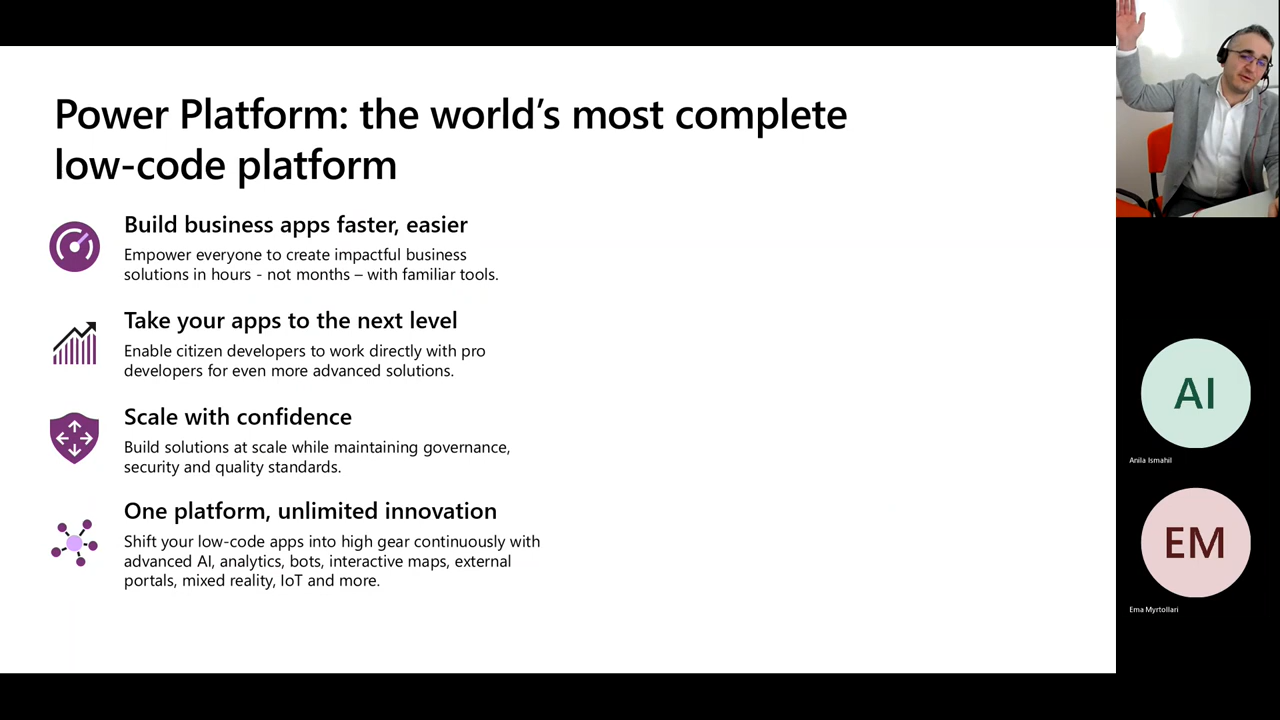 Power Platform: the world’s most complete
low-code platform
Build business apps faster, easier
Empower everyone to create impactful business
solutions in hours - not months – with familiar tools.
Take your apps to the next level
Enable citizen developers to work directly with pro
developers for even more advanced solutions.
Scale with confidence
Build solutions at scale while maintaining governance,
security and quality standards.
One platform, unlimited innovation
Shift your low-code apps into high gear continuously with
advanced AI, analytics, bots, interactive maps, external
portals, mixed reality, IoT and more.
AI
Anila Ismahil
EM
Ema Myrtollari